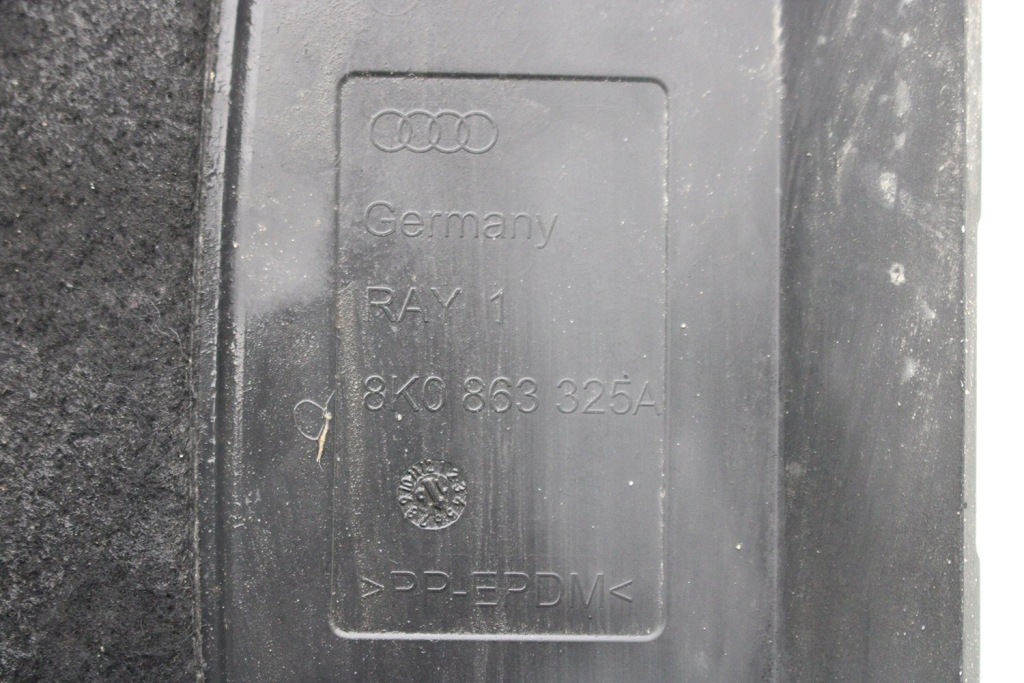 Germany
RAY 1
8K0 863 325A
>PP-EPDM<